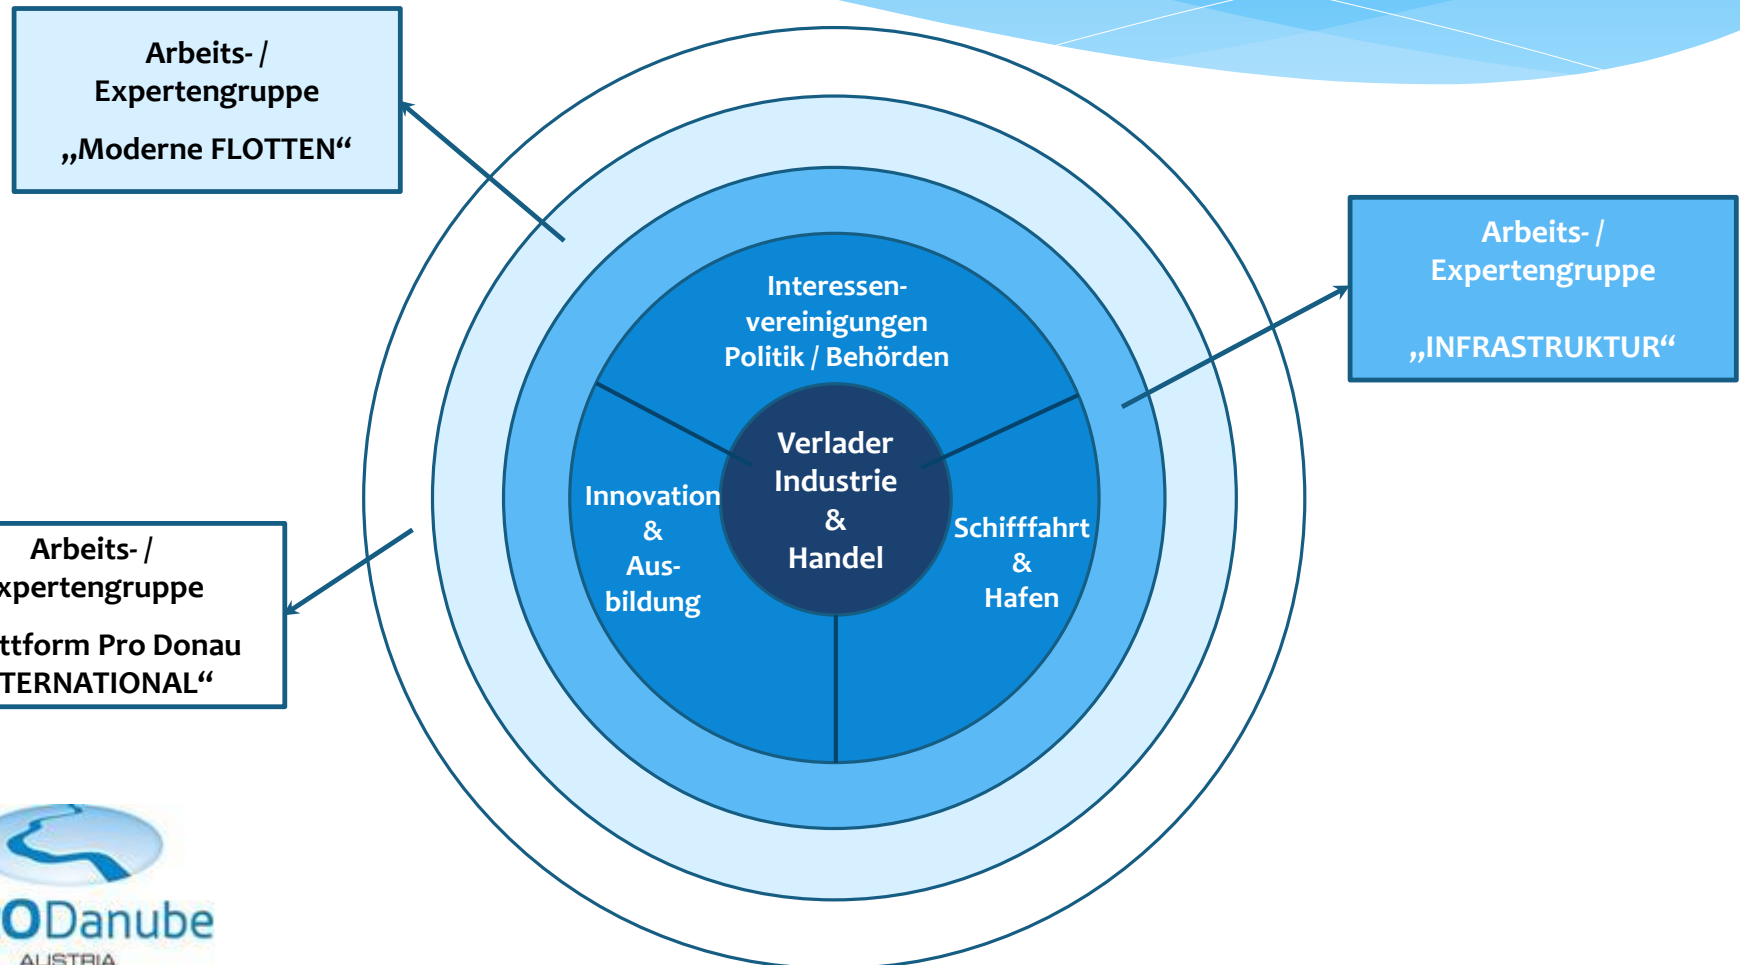 Arbeits- /
Expertengruppe
„Moderne FLOTTEN“
Arbeits- /
Expertengruppe
„INFRASTRUKTUR“
Interessen-
vereinigungen
Politik / Behörden
Verlader
Industrie
&
Handel
Innovation
&
Aus-
bildung
Schifffahrt
&
Hafen
Arbeits- /
xpertengruppe
ttform Pro Donau
TERNATIONAL“
ODanube
AUSTRIA